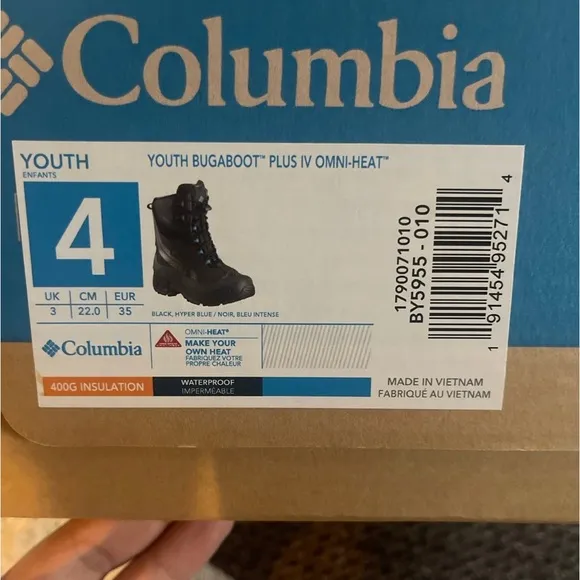 Columbia
YOUTH
ENFANTS
YOUTH BUGABOOT™ PLUS IV OMNI-HEAT™
4
UK CM EUR
3 22.0 35
BLACK, HYPER BLUE / NOIR, BLEU INTENSE
Columbia
OMNI-HEAT®
MAKE YOUR
OWN HEAT
FABRIQUEZ VOTRE
PROPRE CHALEUR
400G INSULATION
WATERPROOF
IMPERMÉABLE
1790071010
BY5955 - 010
1 91454 95271 4
MADE IN VIETNAM
FABRIQUÉ AU VIETNAM